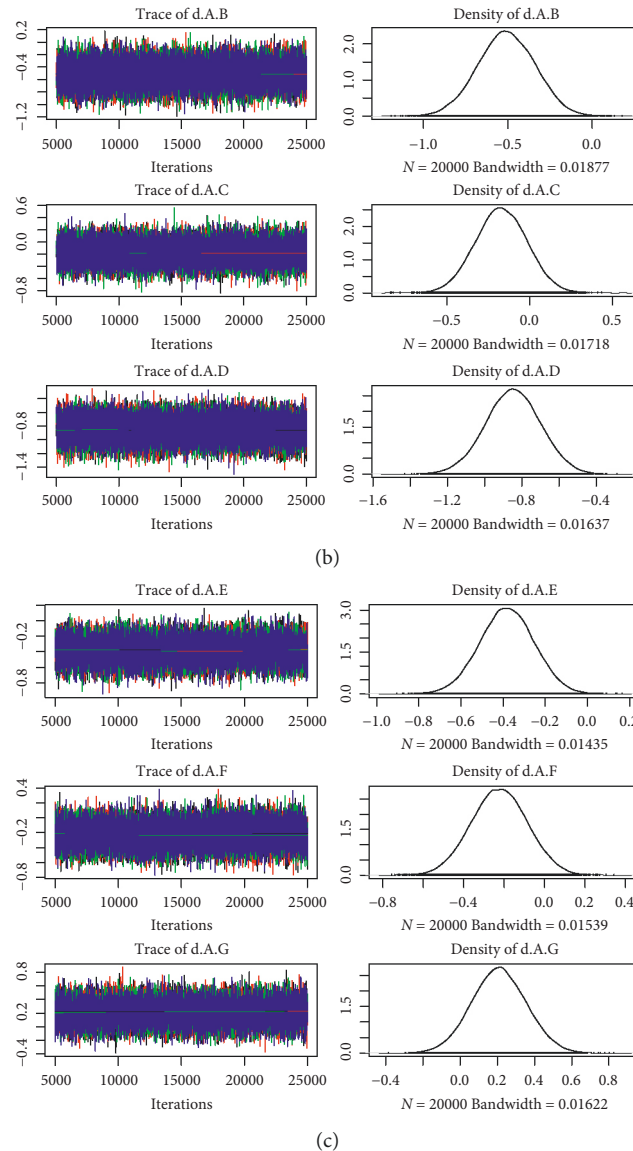 Trace of d.A.B
Density of d.A.B
0.2
−0.4
−1.2
2.0
1.0
0.0
5000 10000 15000 20000 25000
−1.0 −0.5 0.0
Iterations
N = 20000 Bandwidth = 0.01877
Trace of d.A.C
Density of d.A.C
0.6
0.0
−0.8
2.0
1.0
0.0
5000 10000 15000 20000 25000
−0.5 0.0 0.5
Iterations
N = 20000 Bandwidth = 0.01718
Trace of d.A.D
Density of d.A.D
−0.8
−1.4
1.5
0.0
5000 10000 15000 20000 25000
−1.6 −1.2 −0.8 −0.4
Iterations
N = 20000 Bandwidth = 0.01637
(b)
Trace of d.A.E
Density of d.A.E
−0.2
−0.8
3.0
1.5
0.0
5000 10000 15000 20000 25000
−1.0 −0.8 −0.6 −0.4 −0.2 0.0 0.2
Iterations
N = 20000 Bandwidth = 0.01435
Trace of d.A.F
Density of d.A.F
0.4
−0.2
−0.8
1.5
0.0
5000 10000 15000 20000 25000
−0.8 −0.4 0.0 0.4
Iterations
N = 20000 Bandwidth = 0.01539
Trace of d.A.G
Density of d.A.G
0.8
0.2
−0.4
1.5
0.0
5000 10000 15000 20000 25000
−0.4 0.0 0.2 0.4 0.6 0.8
Iterations
N = 20000 Bandwidth = 0.01622
(c)